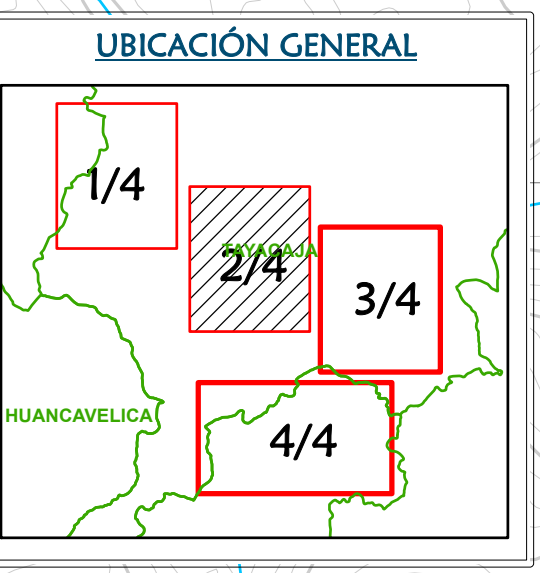 UBICACIÓN GENERAL
1/4
TAYACAJA
2/4
3/4
HUANCAVELICA
4/4